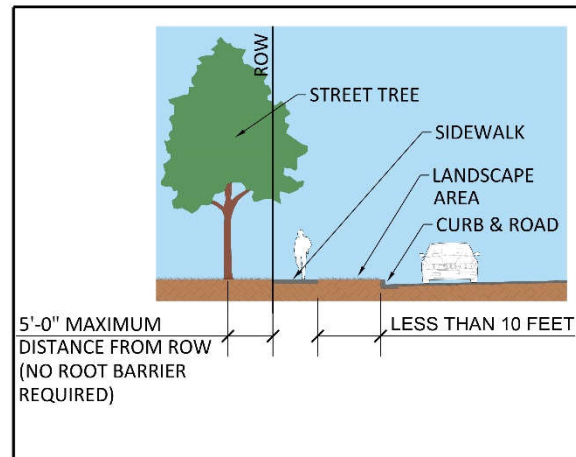 ROW
STREET TREE
SIDEWALK
LANDSCAPE
AREA
CURB & ROAD
5'-0" MAXIMUM
DISTANCE FROM ROW
(NO ROOT BARRIER
REQUIRED)
LESS THAN 10 FEET